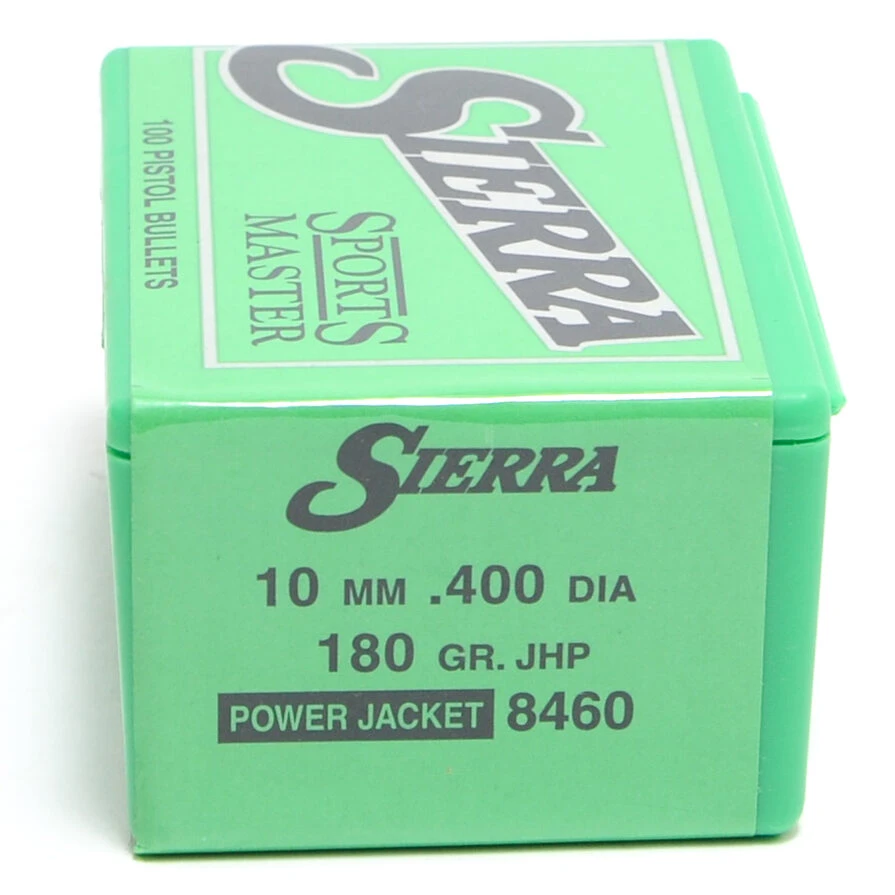 SIERRA
SPORTS
MASTER
100 PISTOL BULLETS
SIERRA
10 MM .400 DIA
180 GR. JHP
POWER JACKET 8460